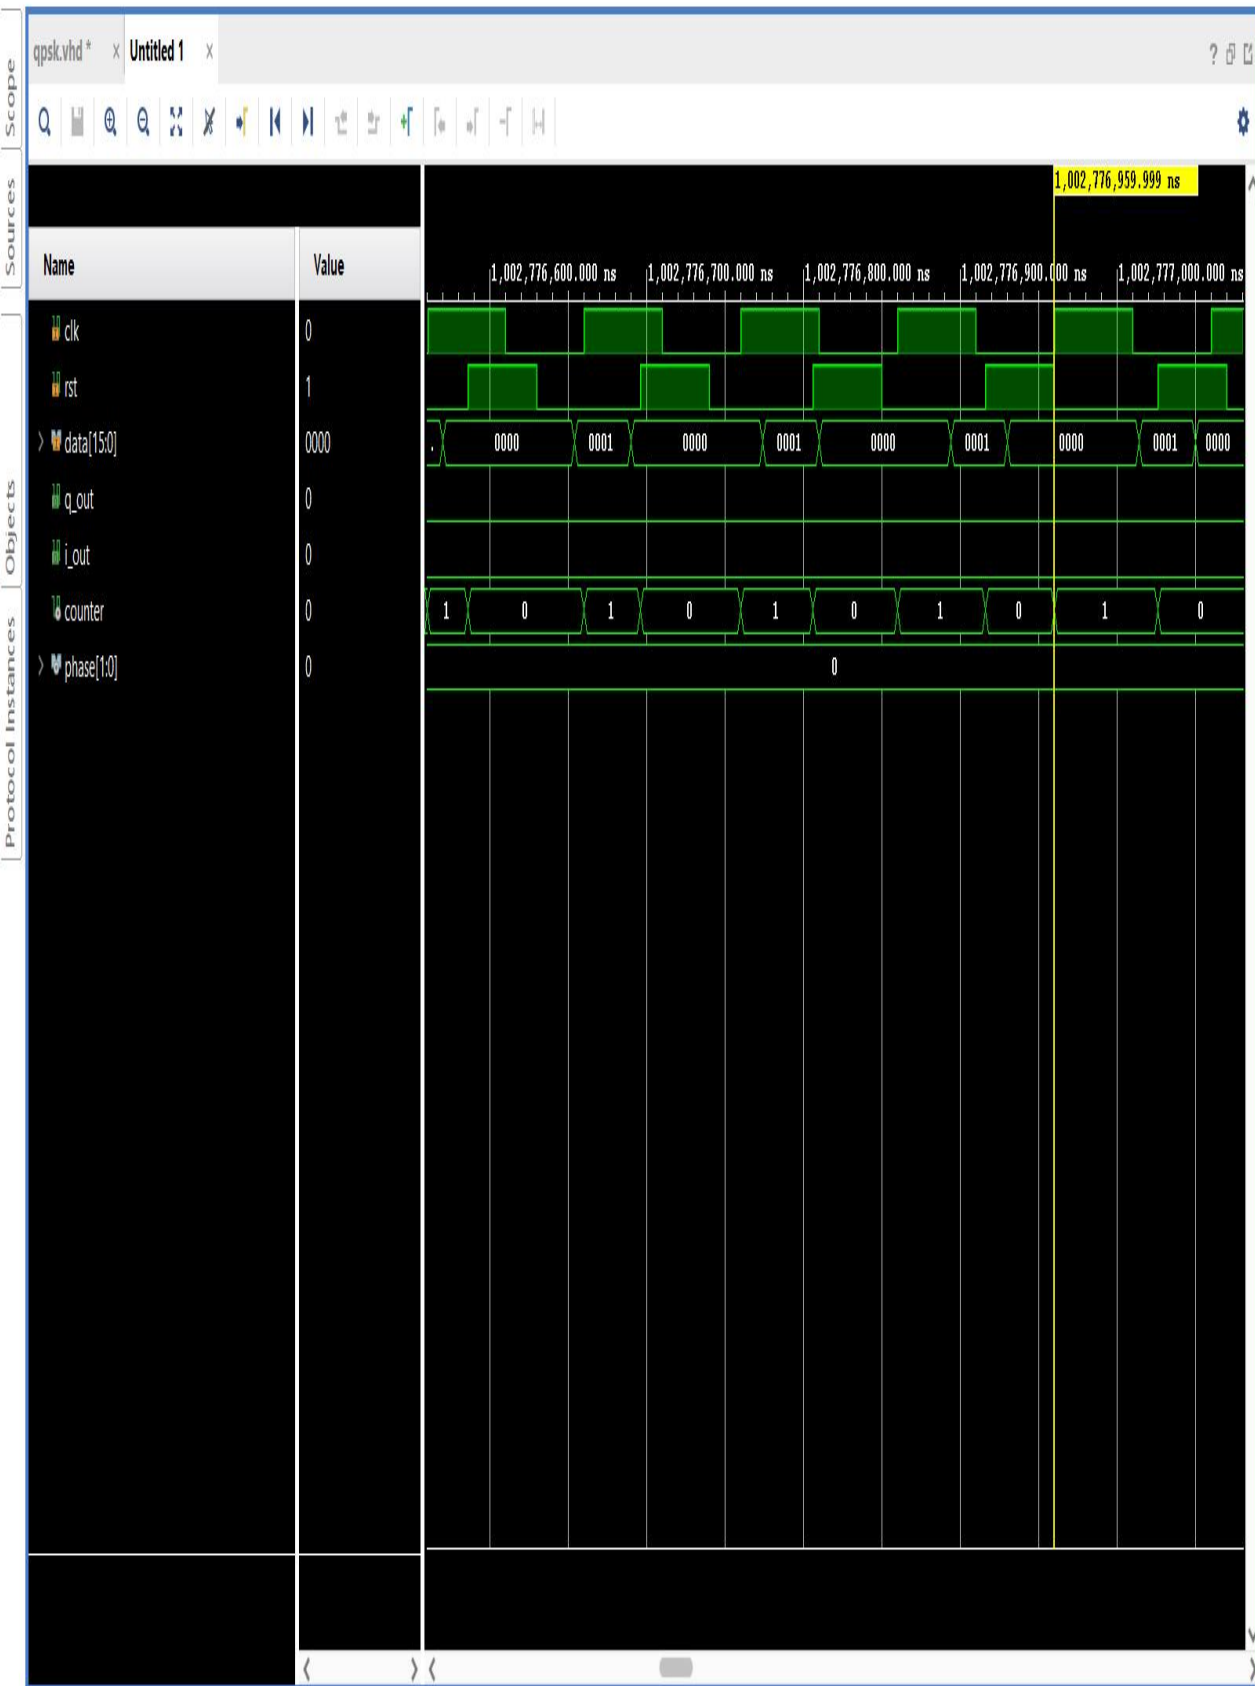 Scope
Sources
Objects
Protocol Instances
qpsk.vhd * × Untitled 1 ×
?
1,002,776,959.999 ns
Name Value
1,002,776,600.000 ns 1,002,776,700.000 ns 1,002,776,800.000 ns 1,002,776,900.000 ns 1,002,777,000.000 ns
clk 0
rst 1
data[15:0] 0000 0000 0001 0000 0001 0000 0001 0000 0001 0000
q_out 0
i_out 0
counter 0 1 0 1 0 1 0 1 0 1 0
phase[1:0] 0 0